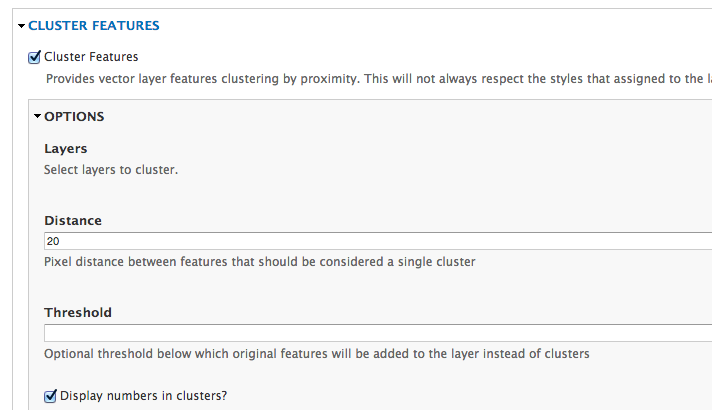 CLUSTER FEATURES
Cluster Features
Provides vector layer features clustering by proximity. This will not always respect the styles that assigned to the
OPTIONS
Layers
Select layers to cluster.
Distance
20
Pixel distance between features that should be considered a single cluster
Threshold
Optional threshold below which original features will be added to the layer instead of clusters
Display numbers in clusters?